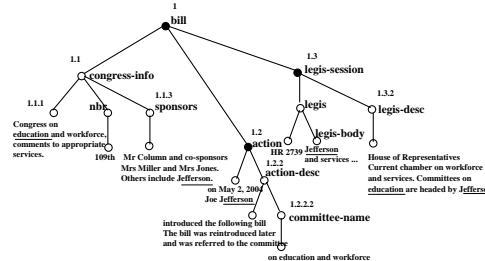 1
bill
1.1
congress-info
1.3
legis-session
1.1.1
nbr
1.1.3
sponsors
legis
1.3.2
legis-desc
Congress on
education and workforce,
comments to appropriate
services.
109th
Mr Column and co-sponsors
Mrs Miller and Mrs Jones.
Others include Jefferson.
1.2
action
HR 2739
legis-body
Jefferson
and services ...
House of Representatives
Current chamber on workforce
and services. Committees on
education are headed by Jefferso
1.2.2
action-desc
on May 2, 2004
Joe Jefferson
1.2.2.2
committee-name
introduced the following bill
The bill was reintroduced later
and was referred to the committee
on education and workforce